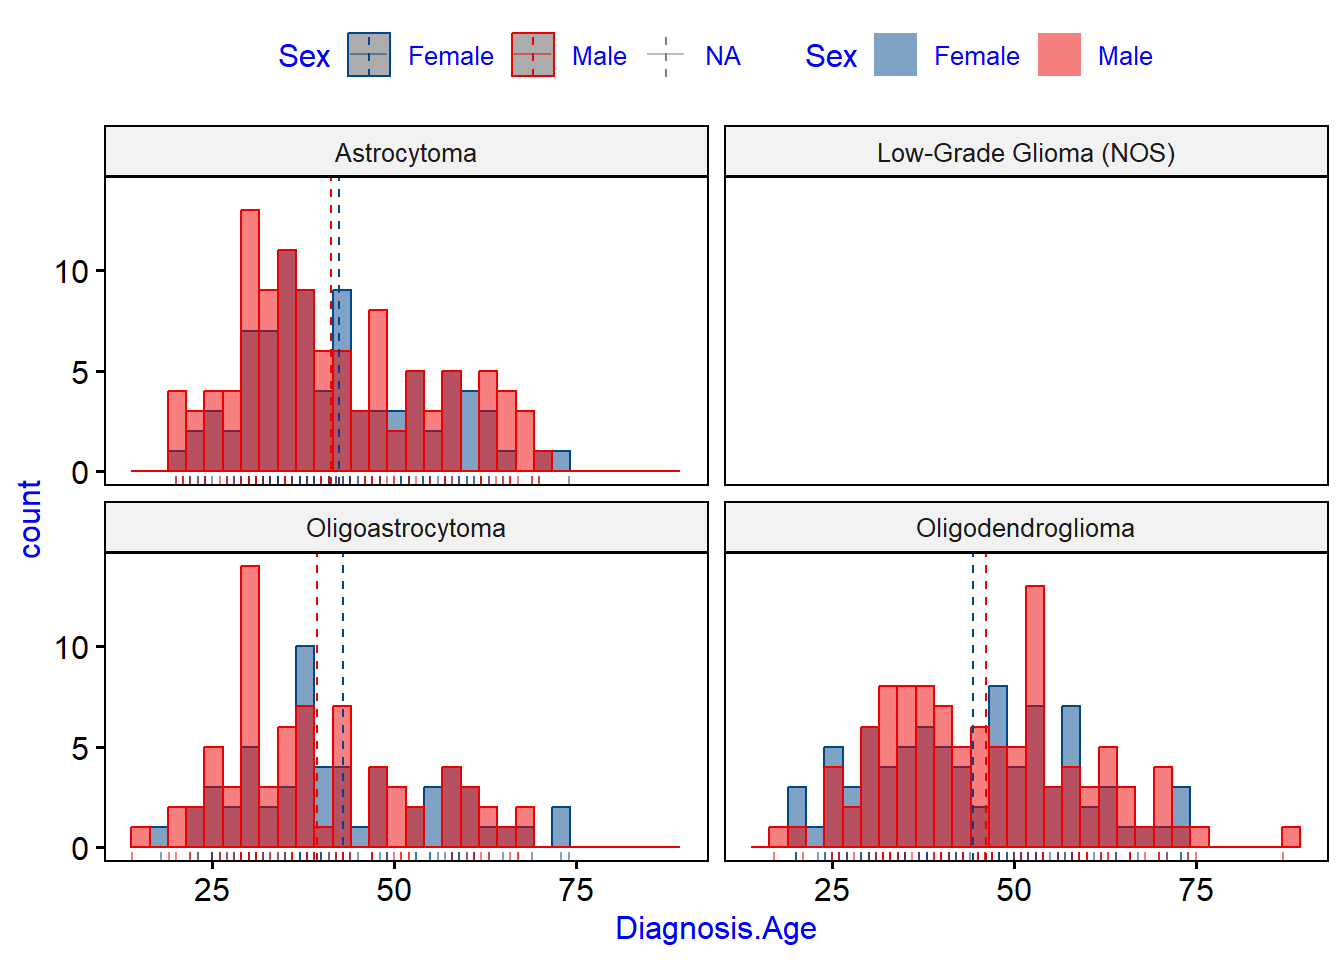 Sex Female Male NA Sex Female Male
Astrocytoma Low-Grade Glioma (NOS)
10
5
0
count
Oligoastrocytoma Oligodendroglioma
10
5
0
25 50 75 25 50 75
Diagnosis.Age